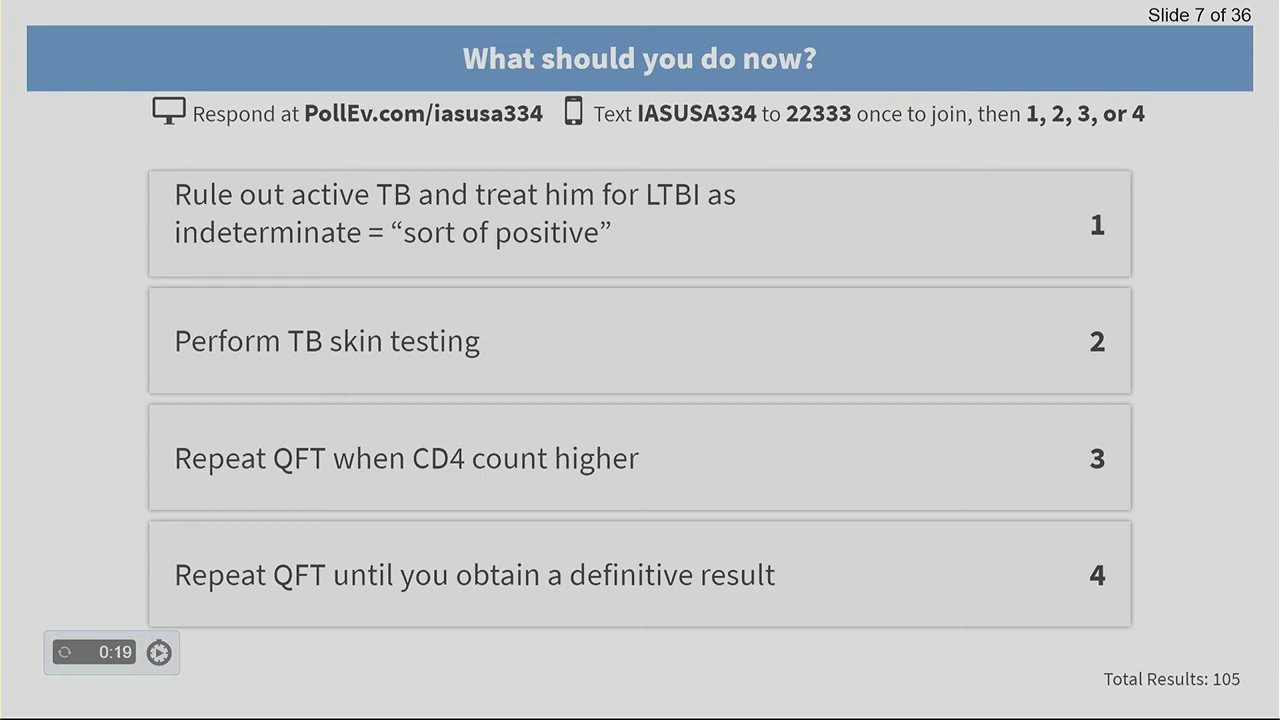 Slide 7 of 36
What should you do now?
Respond at PollEv.com/iasusa334 Text IASUSA334 to 22333 once to join, then 1, 2, 3, or 4
Rule out active TB and treat him for LTBI as
indeterminate = “sort of positive”
1
Perform TB skin testing
2
Repeat QFT when CD4 count higher
3
Repeat QFT until you obtain a definitive result
4
0:19
Total Results: 105